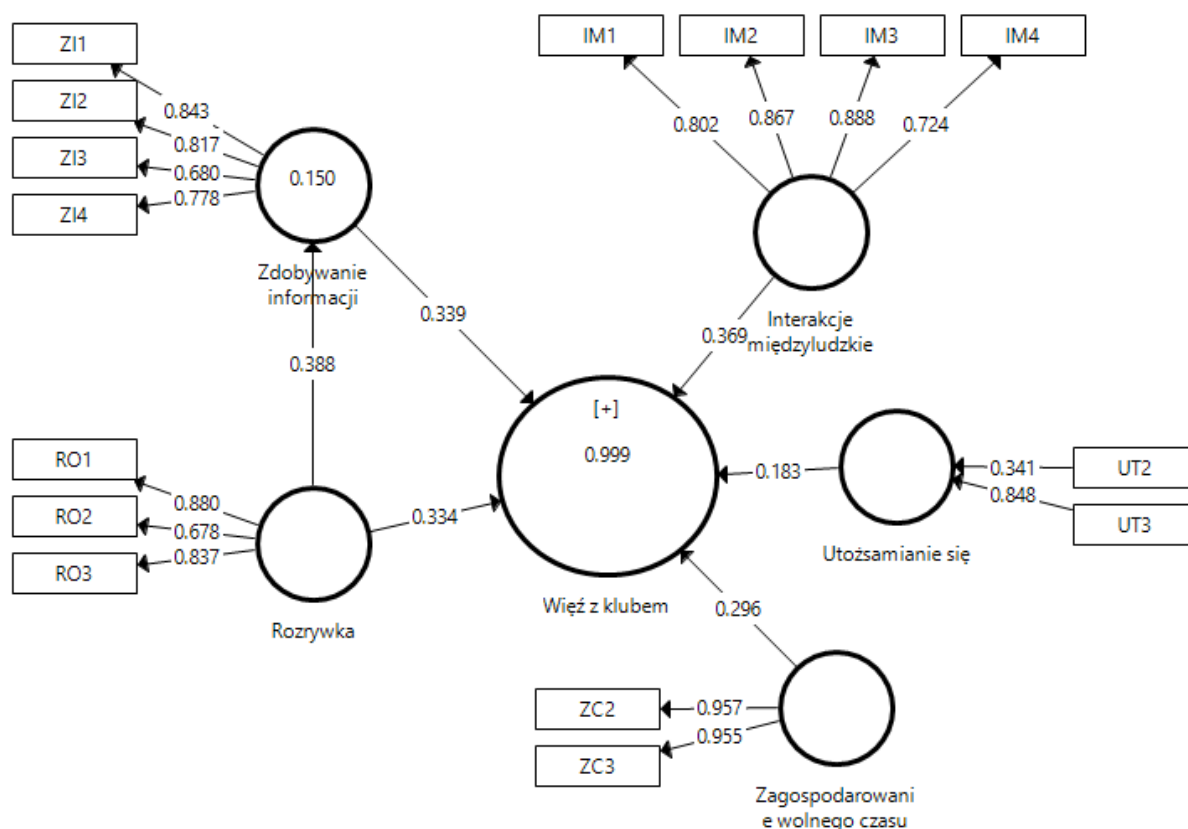 ZI1
ZI2
ZI3
ZI4
0.843
0.817
0.680
0.778
0.150
Zdobywanie
informacji
IM1
IM2
IM3
IM4
0.802
0.867
0.888
0.724
Interakcje
międzyludzkie
0.339
0.369
0.388
[+]
0.999
Więź z klubem
0.183
0.341
0.848
UT2
UT3
Utożsamianie się
RO1
RO2
RO3
0.880
0.678
0.837
0.334
Rozrywka
0.296
ZC2
ZC3
0.957
0.955
Zagospodarowani
e wolnego czasu